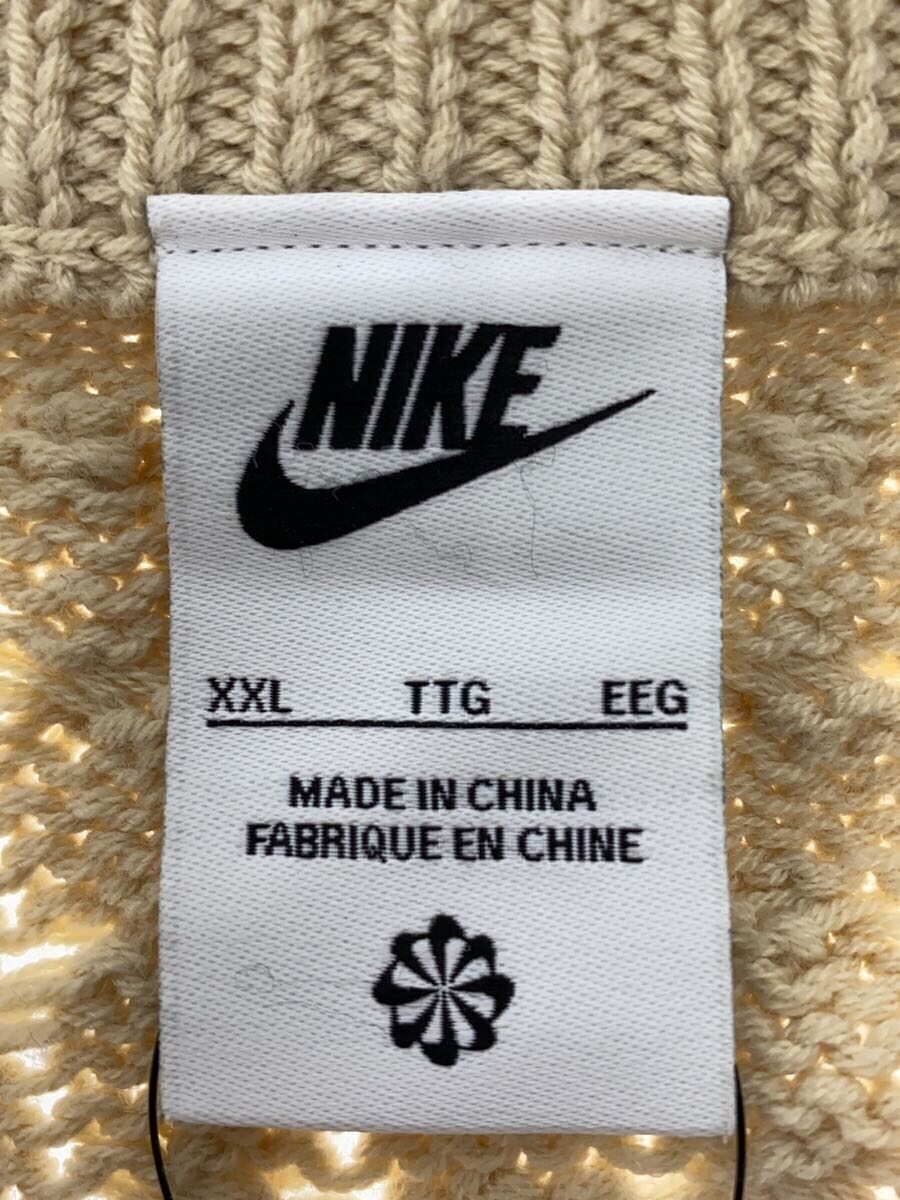 NIKE
XXL TTG EEG
MADE IN CHINA
FABRIQUE EN CHINE